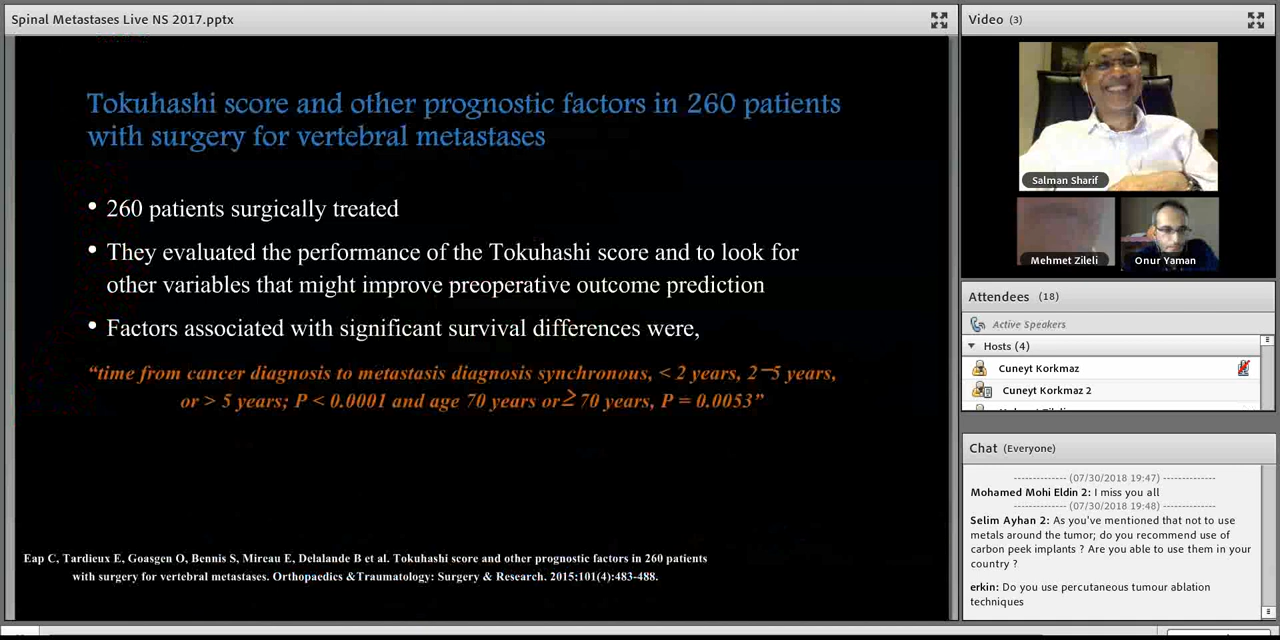 Spinal Metastases Live NS 2017.pptx
Tokuhashi score and other prognostic factors in 260 patients
with surgery for vertebral metastases
• 260 patients surgically treated
• They evaluated the performance of the Tokuhashi score and to look for
other variables that might improve preoperative outcome prediction
• Factors associated with significant survival differences were,
“time from cancer diagnosis to metastasis diagnosis synchronous, < 2 years, 2–5 years,
or > 5 years; P < 0.0001 and age 70 years or≥ 70 years, P = 0.0053”
Eap C, Tardieux E, Goasgen O, Bennis S, Mireau E, Delalande B et al. Tokuhashi score and other prognostic factors in 260 patients
with surgery for vertebral metastases. Orthopaedics &Traumatology: Surgery & Research. 2015;101(4):483-488.
Video (3)
Salman Sharif
Mehmet Zileli
Onur Yaman
Attendees (18)
Active Speakers
Hosts (4)
Cuneyt Korkmaz
Cuneyt Korkmaz 2
Chat (Everyone)
-------------- (07/30/2018 19:47) --------------
Mohamed Mohi Eldin 2: I miss you all
-------------- (07/30/2018 19:48) --------------
Selim Ayhan 2: As you've mentioned that not to use
metals around the tumor; do you recommend use of
carbon peek implants ? Are you able to use them in your
country ?
erkin: Do you use percutaneous tumour ablation
techniques